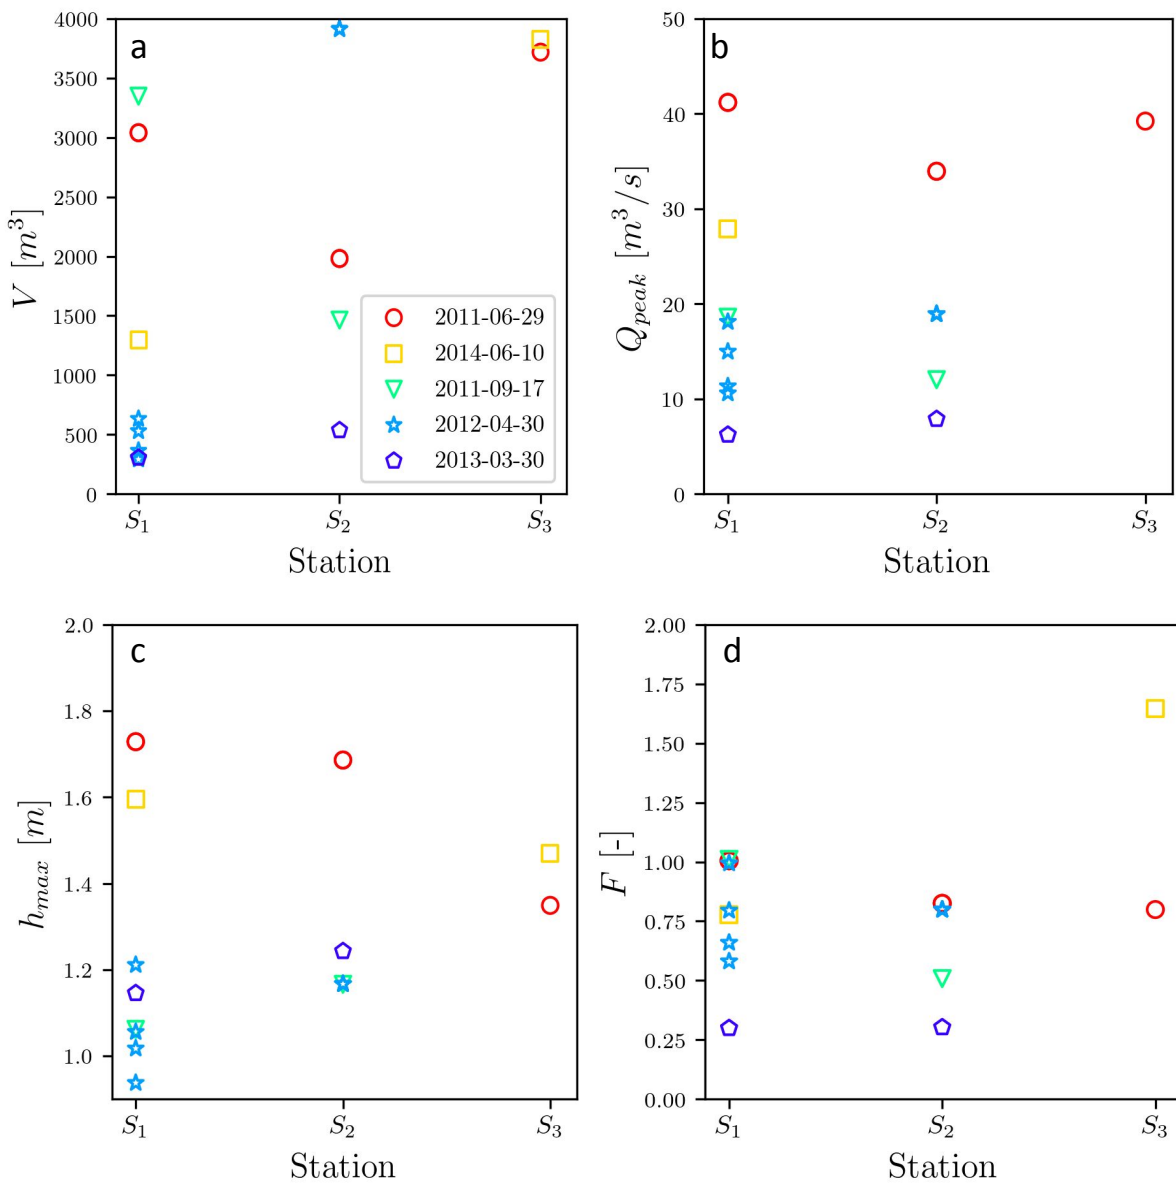 a
4000
3500
3000
2500
2000
1500
1000
500
0
V [m³]
S₁ S₂ S₃
Station
2011-06-29
2014-06-10
2011-09-17
2012-04-30
2013-03-30
b
50
40
30
20
10
0
Q_peak [m³/s]
S₁ S₂ S₃
Station
c
2.0
1.8
1.6
1.4
1.2
1.0
h_max [m]
S₁ S₂ S₃
Station
d
2.00
1.75
1.50
1.25
1.00
0.75
0.50
0.25
0.00
F [-]
S₁ S₂ S₃
Station